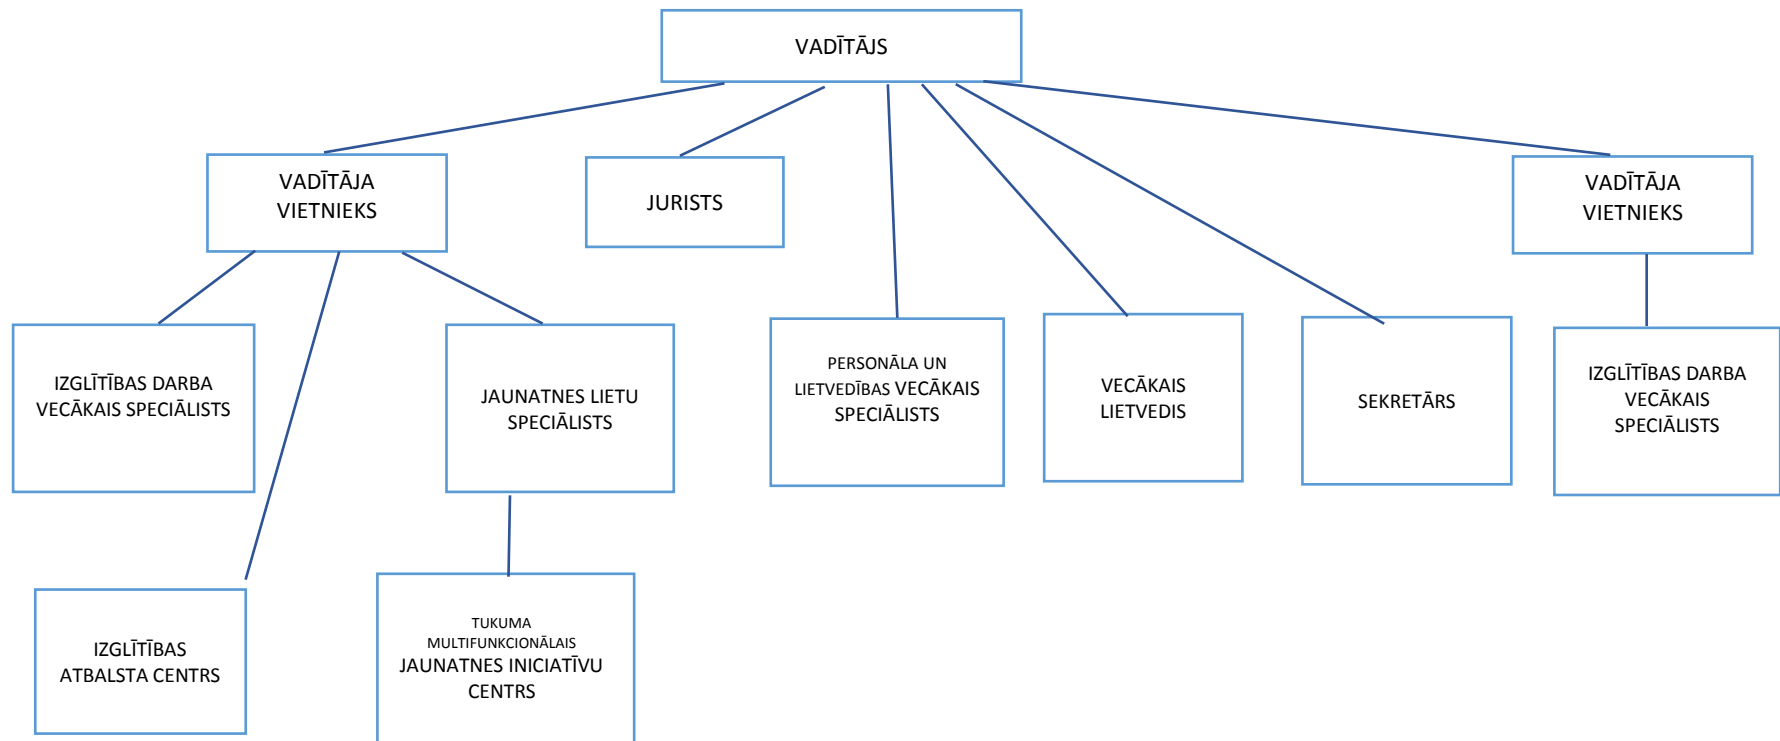 VADĪTĀJS
VADĪTĀJA
VIETNIEKS
JURISTS
VADĪTĀJA
VIETNIEKS
IZGLĪTĪBAS DARBA
VECĀKAIS SPECIĀLISTS
JAUNATNES LIETU
SPECIĀLISTS
PERSONĀLA UN
LIETVEDĪBAS VECĀKAIS
SPECIĀLISTS
VECĀKAIS
LIETVEDIS
SEKRETĀRS
IZGLĪTĪBAS DARBA
VECĀKAIS
SPECIĀLISTS
IZGLĪTĪBAS
ATBALSTA CENTRS
TUKUMA
MULTIFUNKCIONĀLAIS
JAUNATNES INICIATĪVU
CENTRS